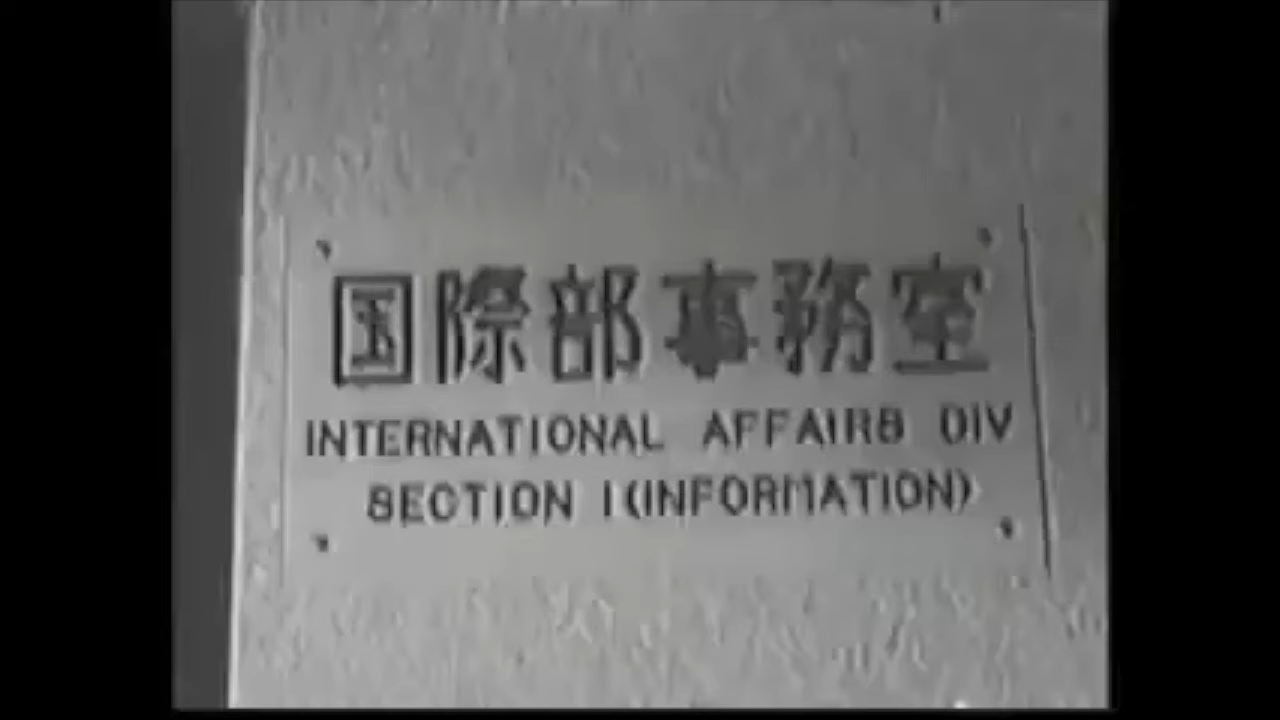 国際部事務室
INTERNATIONAL AFFAIRS DIV
SECTION I (INFORMATION)